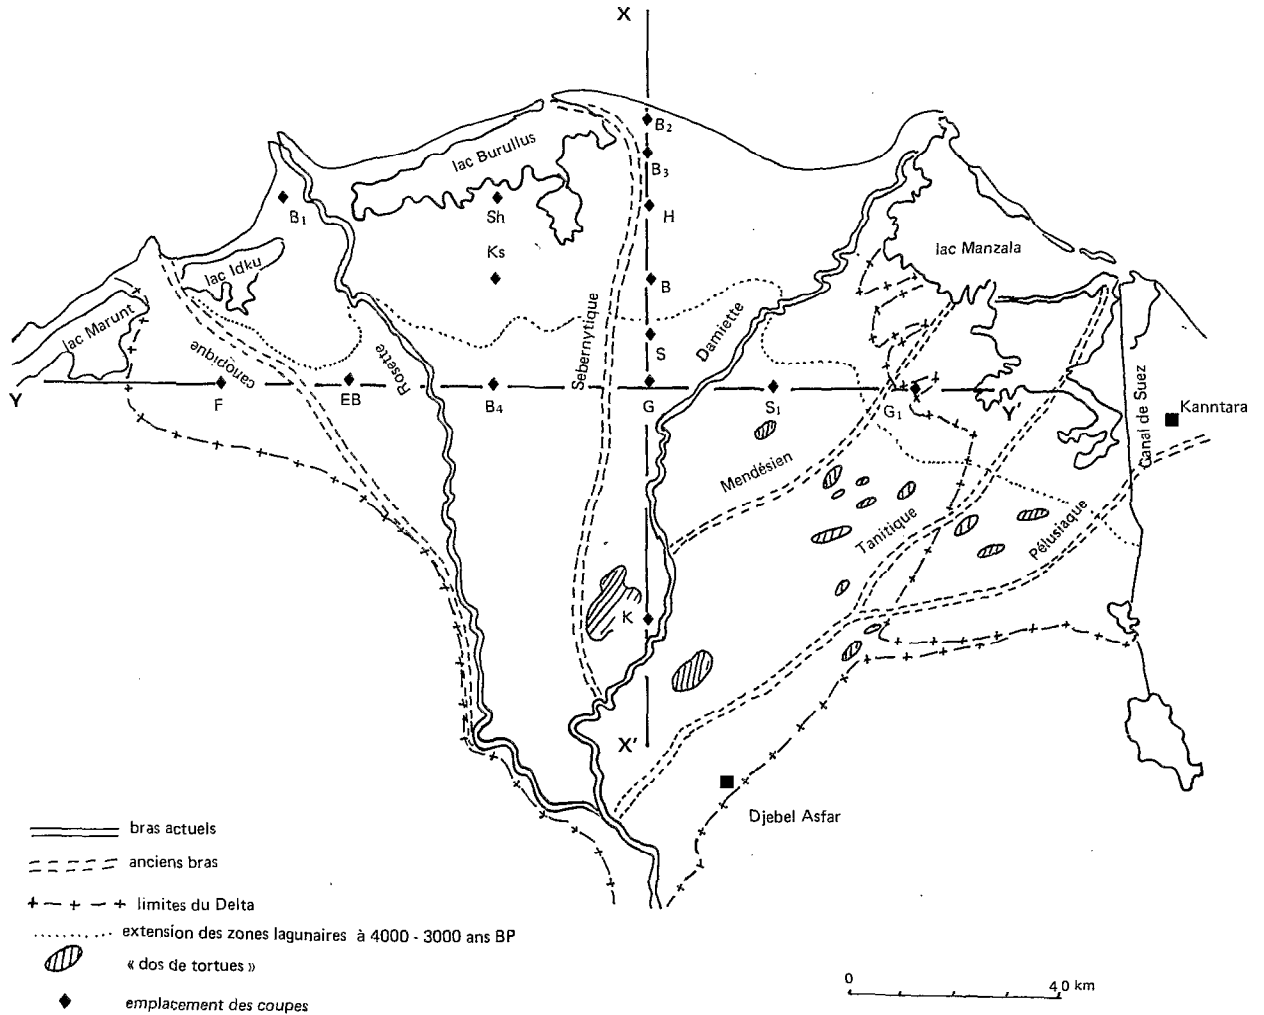 X
B2
B3
lac Burullus
B1
Sh
H
Ks
lac Manzala
lac Idku
B
lac Marunt
Sebernytique
Damiette
S
canopique
Rosette
Y
F
EB
B4
G
S1
G1
Y'
Canal de Suez
Kanntara
Mendésien
Tanitique
Pélusiaque
K
X'
Djebel Asfar
bras actuels
anciens bras
limites du Delta
extension des zones lagunaires à 4000 - 3000 ans BP
« dos de tortues »
emplacement des coupes
0 40 km